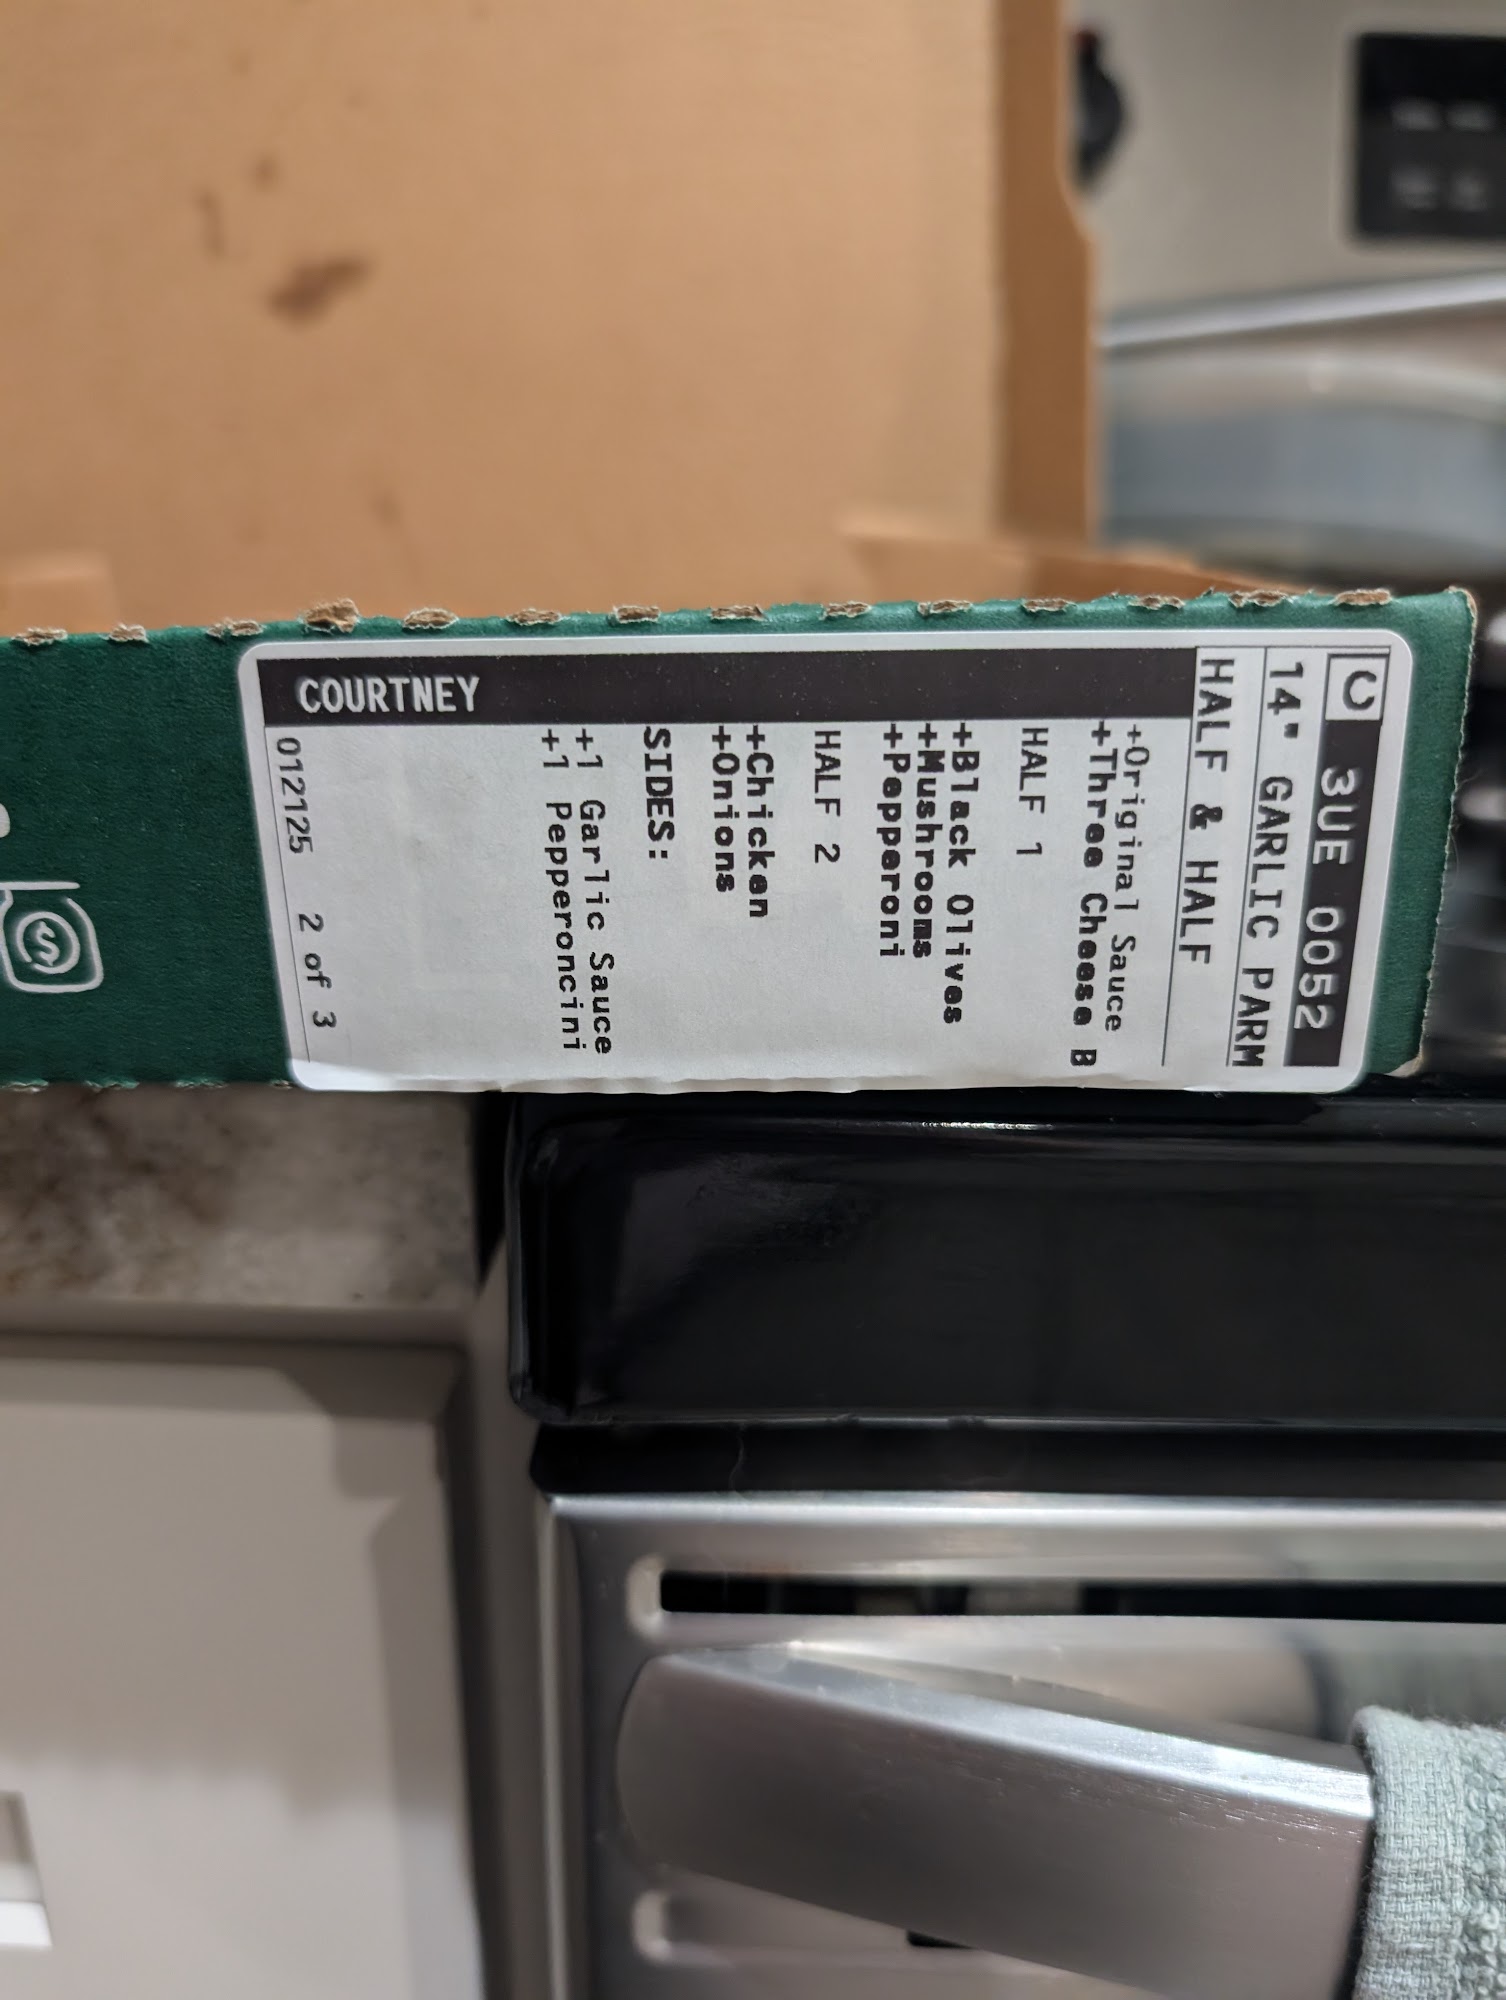 C 3UE 0052
14" GARLIC PARM
HALF & HALF
+Original Sauce
+Three Cheese B
HALF 1
+Black Olives
+Mushrooms
+Pepperoni
HALF 2
+Chicken
+Onions
SIDES:
+1 Garlic Sauce
+1 Pepperoncini
012125 2 of 3
COURTNEY